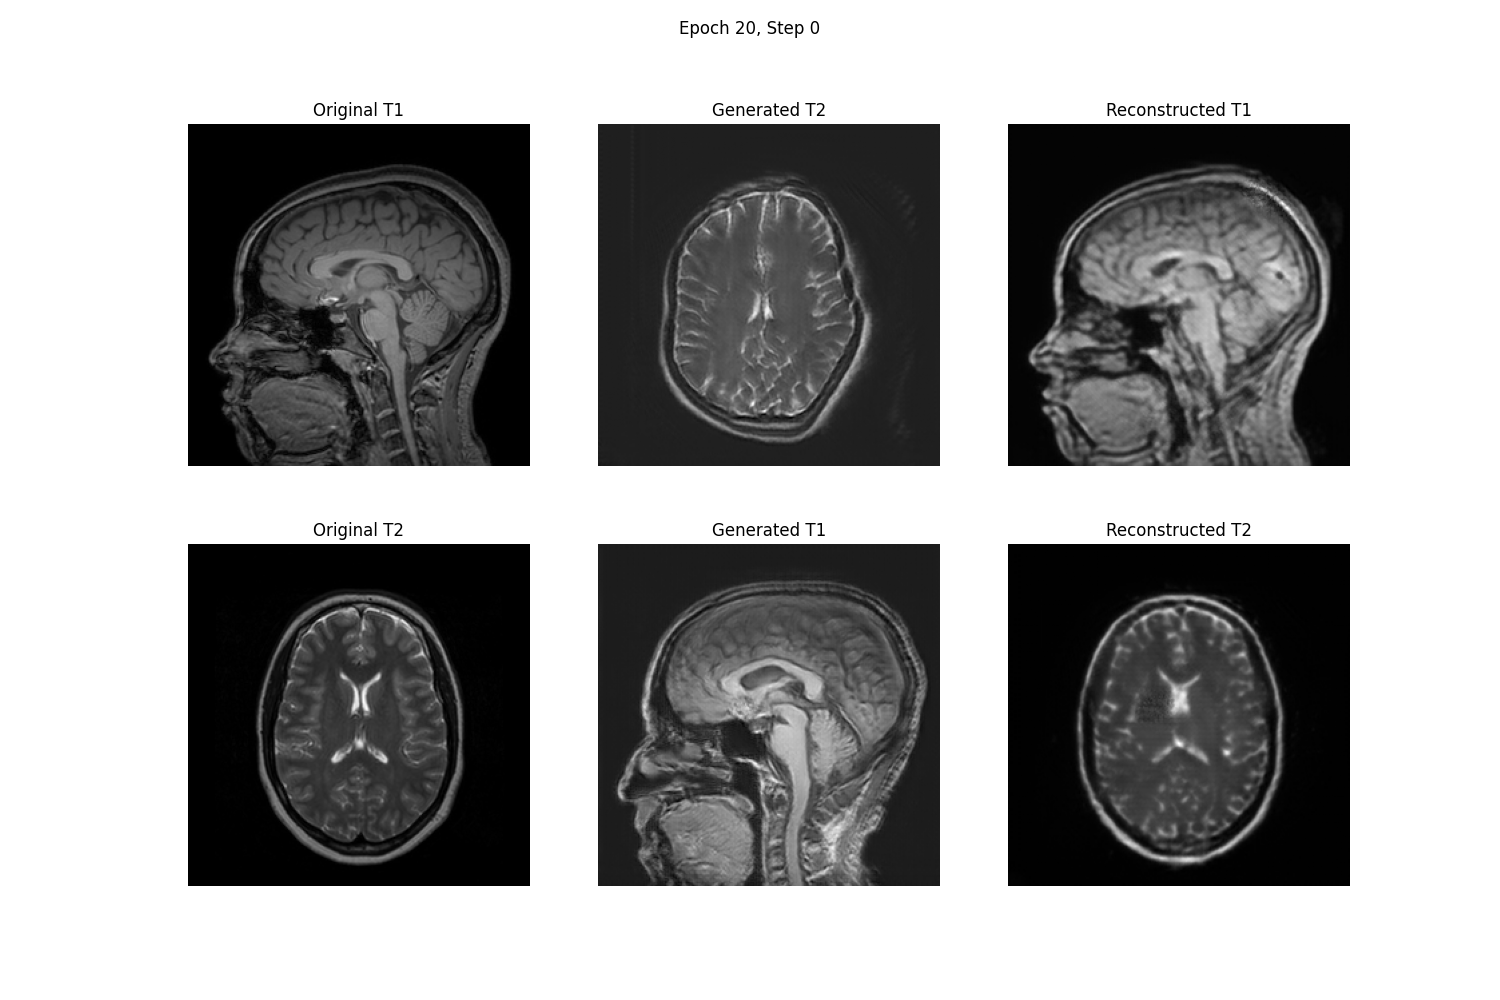 Epoch 20, Step 0
Original T1
Generated T2
Reconstructed T1
Original T2
Generated T1
Reconstructed T2